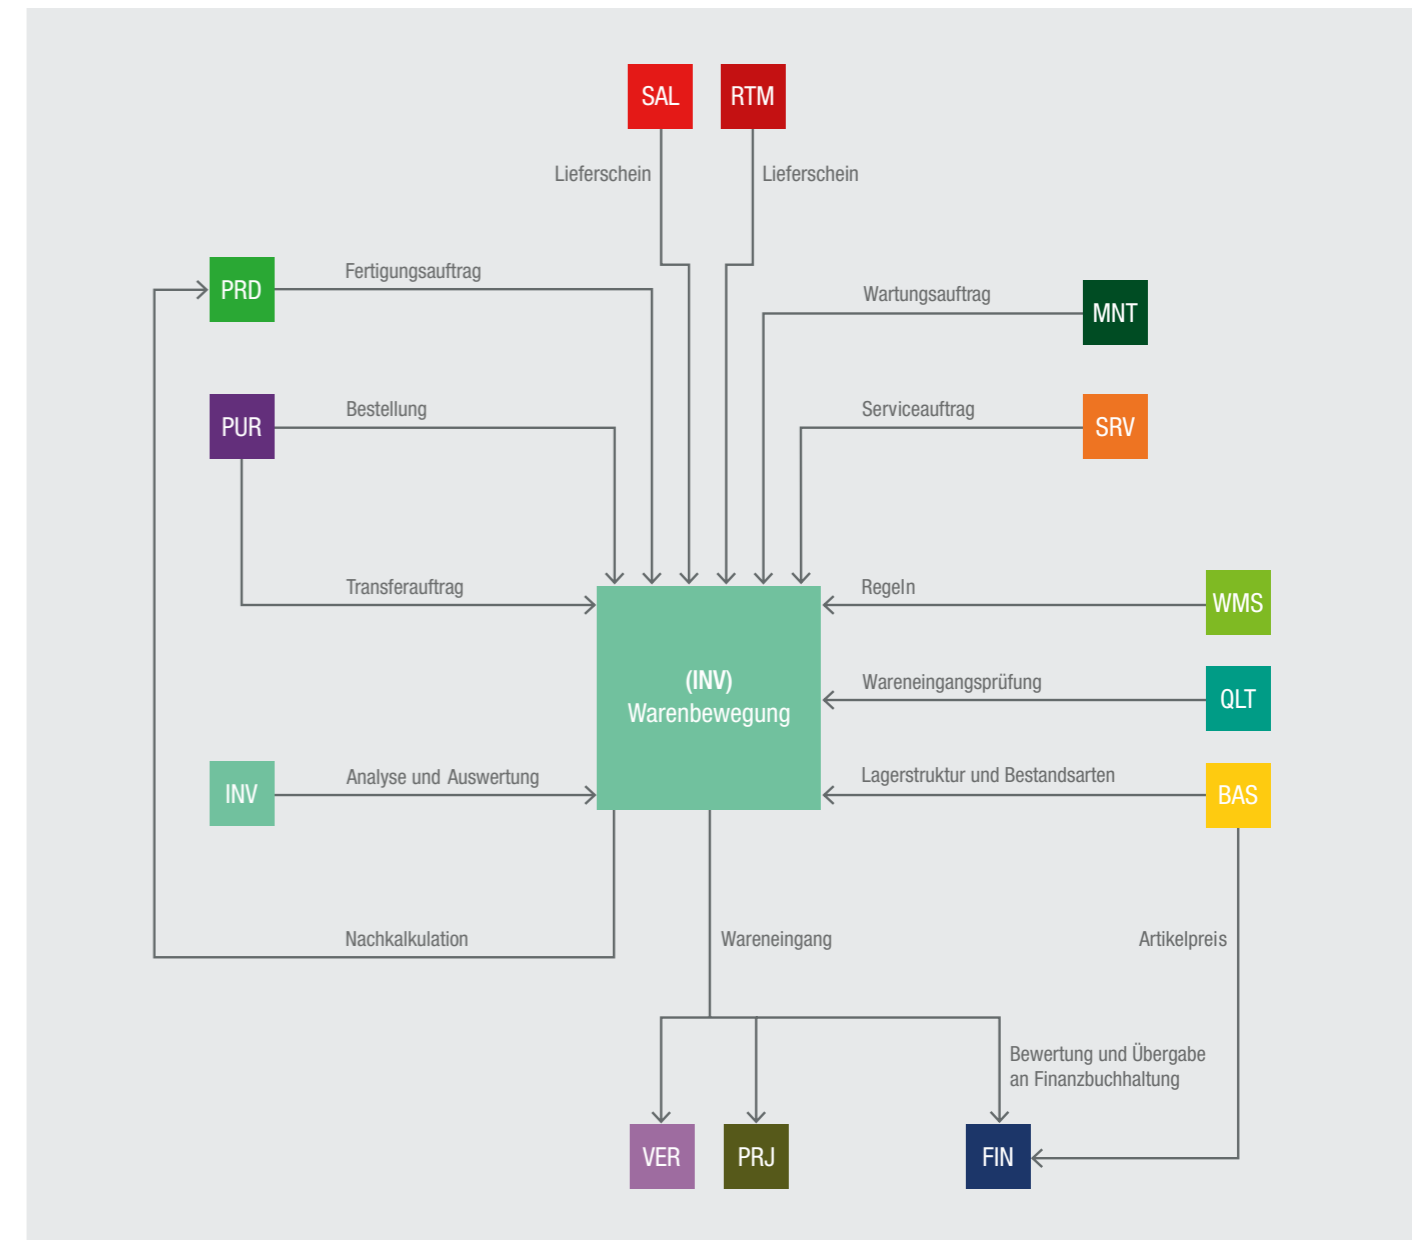 SAL
RTM
Lieferschein
Lieferschein
PRD
Fertigungsauftrag
Wartungsauftrag
MNT
PUR
Bestellung
Serviceauftrag
SRV
Transferauftrag
Regeln
WMS
(INV)
Warenbewegung
Wareneingangsprüfung
QLT
INV
Analyse und Auswertung
Lagerstruktur und Bestandsarten
BAS
Nachkalkulation
Wareneingang
Artikelpreis
Bewertung und Übergabe
an Finanzbuchhaltung
VER
PRJ
FIN